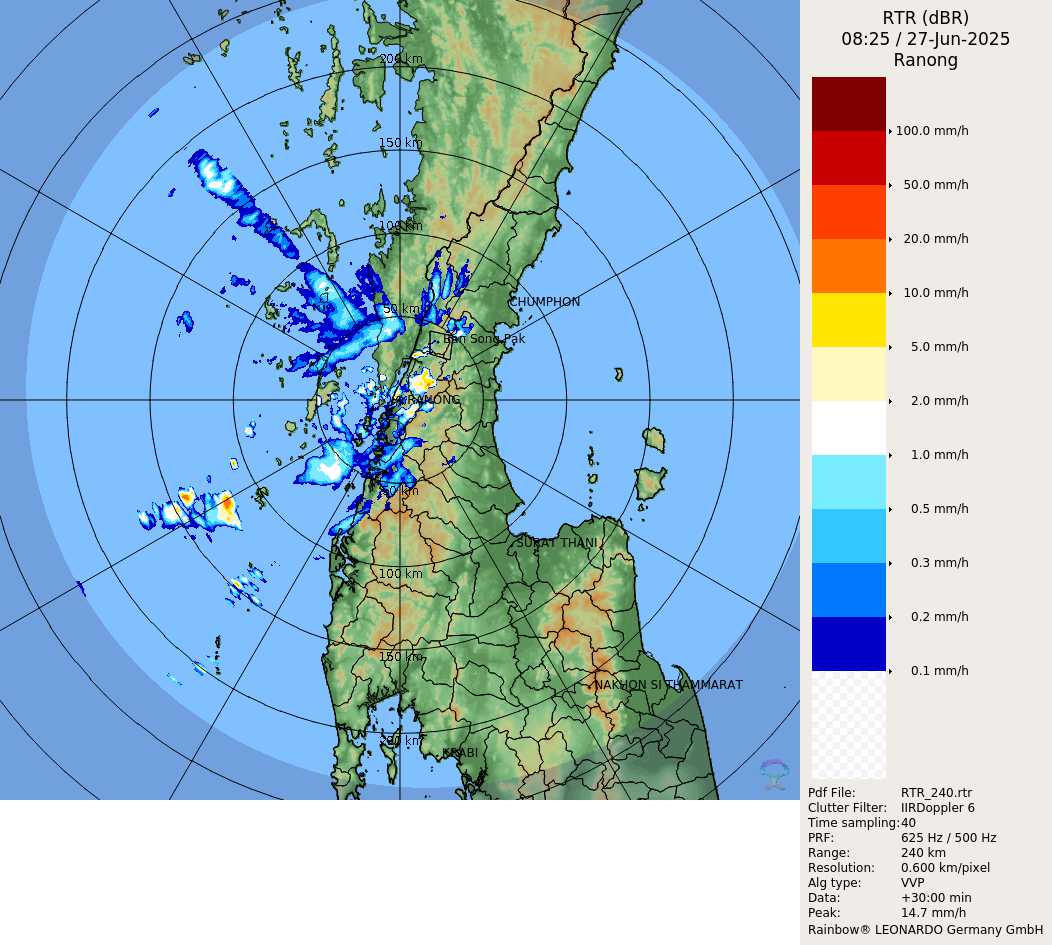 RTR (dBR)
08:25 / 27-Jun-2025
Ranong
200 km
150 km
100 km
50 km
CHUMPHON
Ban Song Pak
RANONG
50 km
SURAT THANI
100 km
150 km
NAKHON SI THAMMARAT
200 km
KRABI
100.0 mm/h
50.0 mm/h
20.0 mm/h
10.0 mm/h
5.0 mm/h
2.0 mm/h
1.0 mm/h
0.5 mm/h
0.3 mm/h
0.2 mm/h
0.1 mm/h
Pdf File: RTR_240.rtr
Clutter Filter: IIRDoppler 6
Time sampling: 40
PRF: 625 Hz / 500 Hz
Range: 240 km
Resolution: 0.600 km/pixel
Alg type: VVP
Data: +30:00 min
Peak: 14.7 mm/h
Rainbow® LEONARDO Germany GmbH